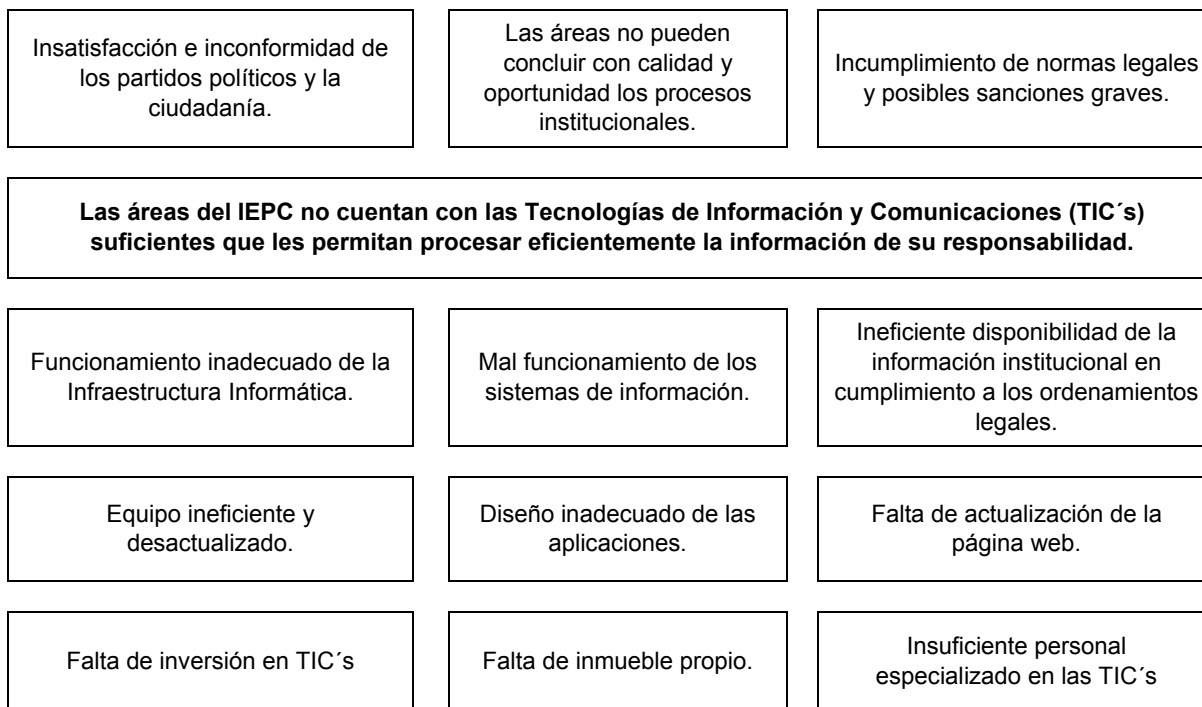 Insatisfacción e inconformidad de
los partidos políticos y la
ciudadanía.
Las áreas no pueden
concluir con calidad y
oportunidad los procesos
institucionales.
Incumplimiento de normas legales
y posibles sanciones graves.
Las áreas del IEPC no cuentan con las Tecnologías de Información y Comunicaciones (TIC´s)
suficientes que les permitan procesar eficientemente la información de su responsabilidad.
Funcionamiento inadecuado de la
Infraestructura Informática.
Mal funcionamiento de los
sistemas de información.
Ineficiente disponibilidad de la
información institucional en
cumplimiento a los ordenamientos
legales.
Equipo ineficiente y
desactualizado.
Diseño inadecuado de las
aplicaciones.
Falta de actualización de la
página web.
Falta de inversión en TIC´s
Falta de inmueble propio.
Insuficiente personal
especializado en las TIC´s